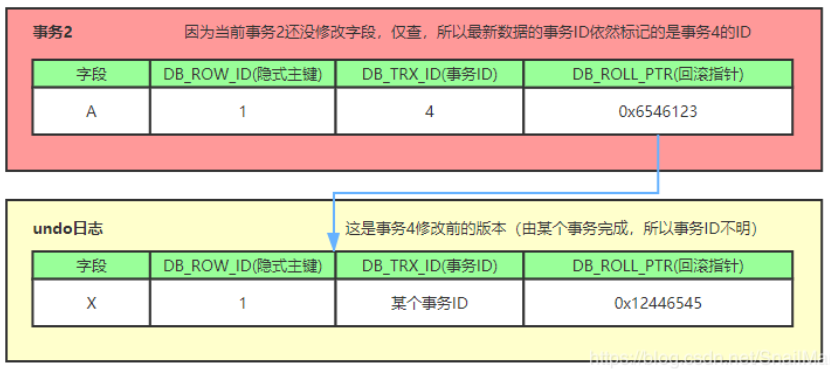 事务2 因为当前事务2还没修改字段，仅查，所以最新数据的事务ID依然标记的是事务4的ID
字段 DB_ROW_ID(隐式主键) DB_TRX_ID(事务ID) DB_ROLL_PTR(回滚指针)
A 1 4 0x6546123
undo日志 这是事务4修改前的版本（由某个事务完成，所以事务ID不明）
字段 DB_ROW_ID(隐式主键) DB_TRX_ID(事务ID) DB_ROLL_PTR(回滚指针)
X 1 某个事务ID 0x12446545
https://blog.csdn.net/SnailMa